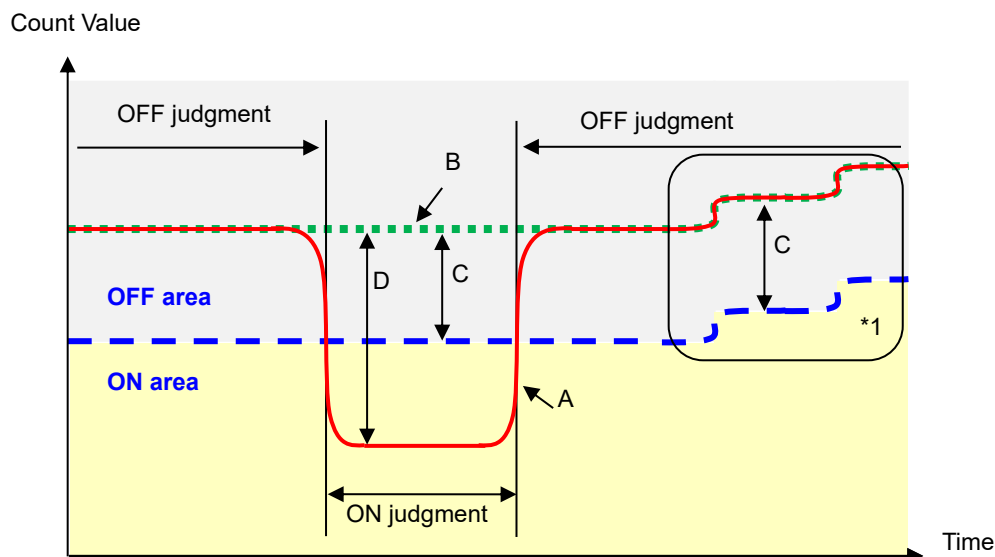 Count Value
OFF judgment
OFF judgment
B
D
C
C
OFF area
*1
ON area
A
ON judgment
Time